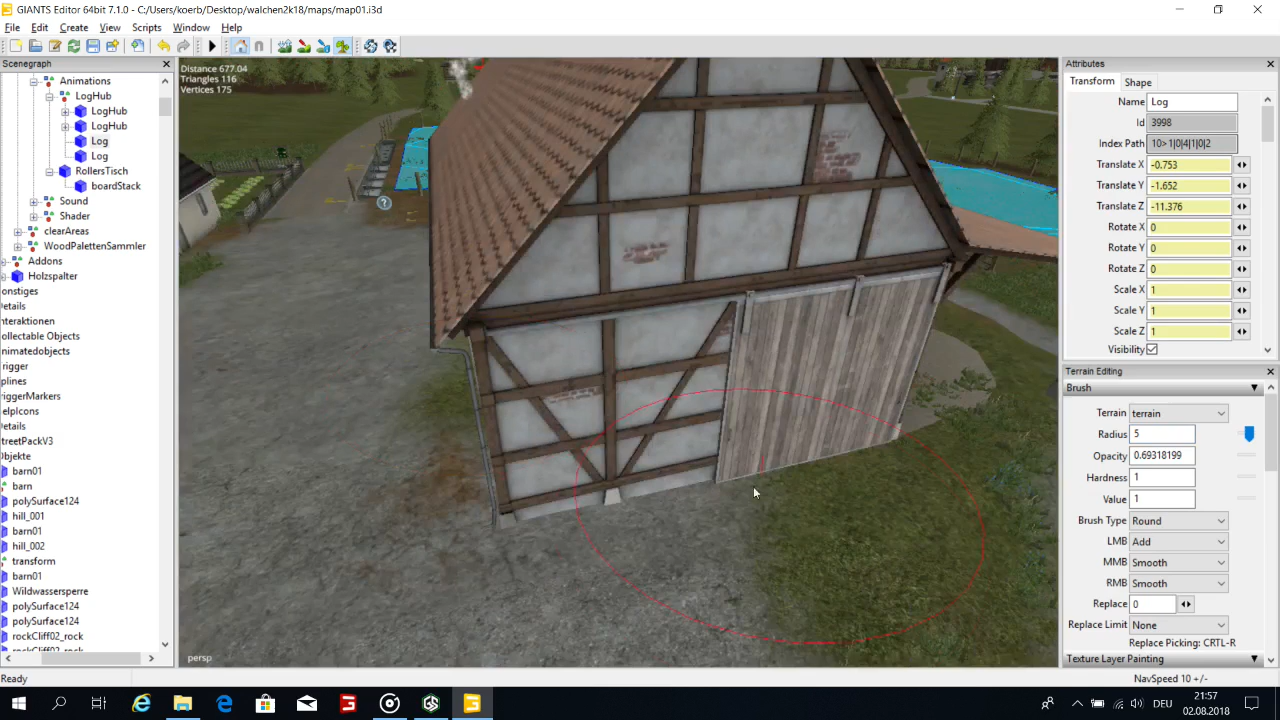 GIANTS Editor 64bit 7.1.0 - C:/Users/koerb/Desktop/walchen2k18/maps/map01.i3d
File Edit Create View Scripts Window Help
Scenegraph
Animations
LogHub
LogHub
LogHub
Log
Log
RollersTisch
boardStack
Sound
Shader
clearAreas
WoodPalettenSammler
Addons
Holzspalter
onstiges
Details
nteraktionen
ollectable Objects
nimatedobjects
rigger
plines
riggerMarkers
elpIcons
etails
treetPackV3
bjekte
barn01
barn
polySurface124
hill_001
barn01
hill_002
transform
barn01
Wildwassersperre
polySurface124
polySurface124
rockCliff02_rock
rockCliff02_rock
Distance 677.04
Triangles 116
Vertices 175
?
persp
Attributes
Transform Shape
Name Log
Id 3998
Index Path 10>1|0|4|1|0|2
Translate X -0.753
Translate Y -1.652
Translate Z -11.376
Rotate X 0
Rotate Y 0
Rotate Z 0
Scale X 1
Scale Y 1
Scale Z 1
Visibility
Terrain Editing
Brush
Terrain terrain
Radius 5
Opacity 0.69318199
Hardness 1
Value 1
Brush Type Round
LMB Add
MMB Smooth
RMB Smooth
Replace 0
Replace Limit None
Replace Picking: CRTL-R
Texture Layer Painting
Ready
NavSpeed 10 +/-
DEU
21:57
02.08.2018